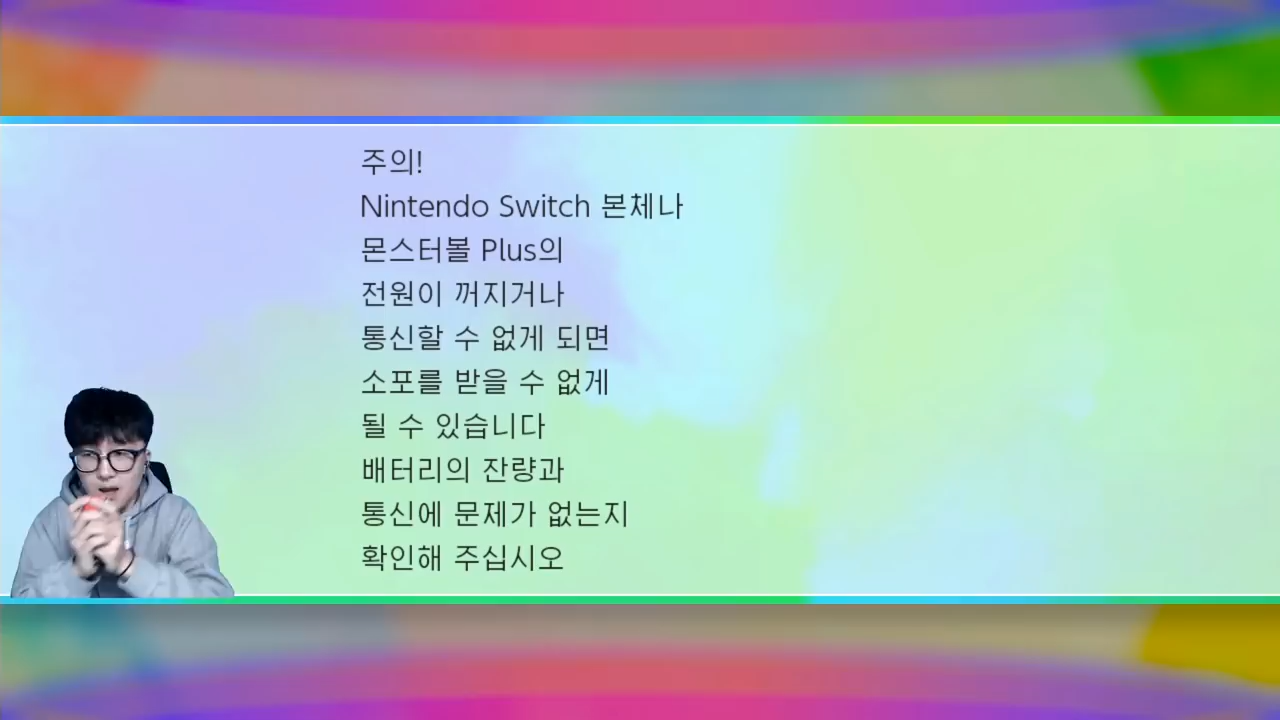 주의!
Nintendo Switch 본체나
몬스터볼 Plus의
전원이 꺼지거나
통신할 수 없게 되면
소포를 받을 수 없게
될 수 있습니다
배터리의 잔량과
통신에 문제가 없는지
확인해 주십시오